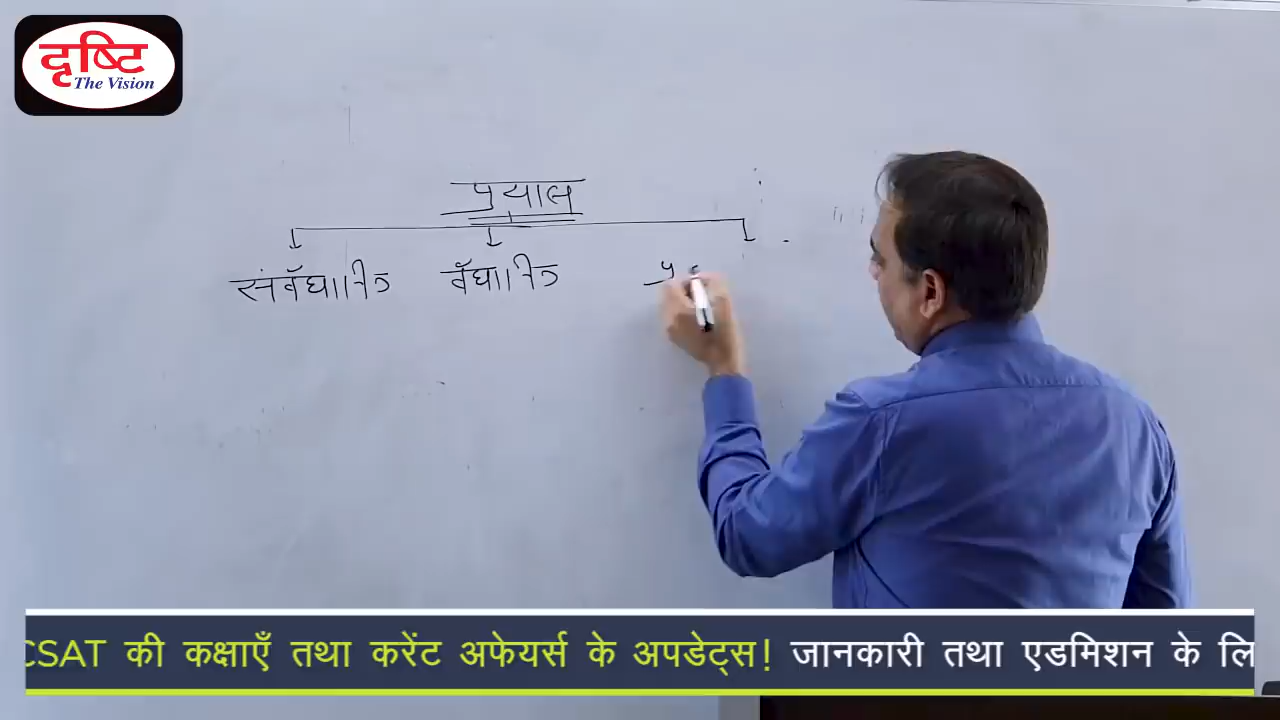 दृष्टि
The Vision
प्रयास
संवैधानिक वैधानिक प्र
CSAT की कक्षाएँ तथा करेंट अफेयर्स के अपडेट्स! जानकारी तथा एडमिशन के लि